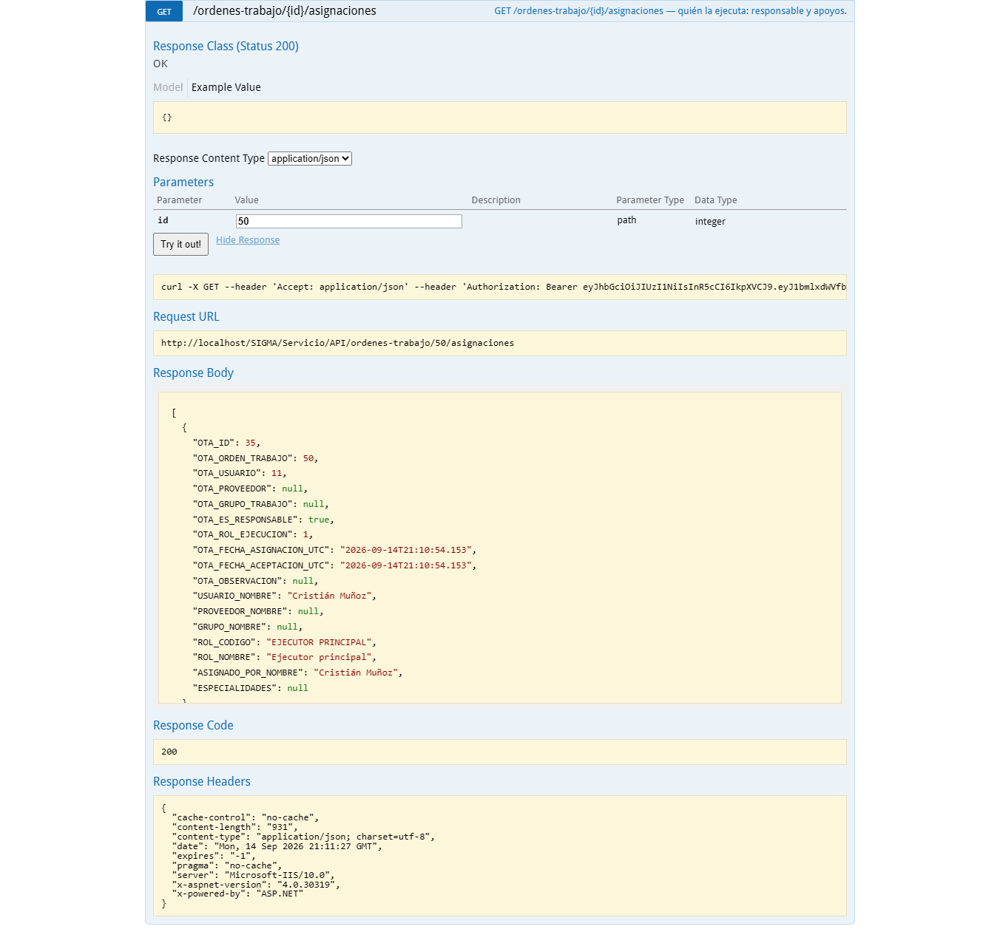 GET /ordenes-trabajo/{id}/asignaciones GET /ordenes-trabajo/{id}/asignaciones — quién la ejecuta: responsable y apoyos.
Response Class (Status 200)
OK
Model Example Value
{}
Response Content Type application/json
Parameters
Parameter Value Description Parameter Type Data Type
id 50 path integer
Try it out! Hide Response
curl -X GET --header 'Accept: application/json' --header 'Authorization: Bearer eyJhbGciOiJIUzI1NiIsInR5cCI6IkpXVCJ9.eyJ1bmlxdWVfb
Request URL
http://localhost/SIGMA/Servicio/API/ordenes-trabajo/50/asignaciones
Response Body
[
{
"OTA_ID": 35,
"OTA_ORDEN_TRABAJO": 50,
"OTA_USUARIO": 11,
"OTA_PROVEEDOR": null,
"OTA_GRUPO_TRABAJO": null,
"OTA_ES_RESPONSABLE": true,
"OTA_ROL_EJECUCION": 1,
"OTA_FECHA_ASIGNACION_UTC": "2026-09-14T21:10:54.153",
"OTA_FECHA_ACEPTACION_UTC": "2026-09-14T21:10:54.153",
"OTA_OBSERVACION": null,
"USUARIO_NOMBRE": "Cristián Muñoz",
"PROVEEDOR_NOMBRE": null,
"GRUPO_NOMBRE": null,
"ROL_CODIGO": "EJECUTOR PRINCIPAL",
"ROL_NOMBRE": "Ejecutor principal",
"ASIGNADO_POR_NOMBRE": "Cristián Muñoz",
"ESPECIALIDADES": null
}
Response Code
200
Response Headers
{
"cache-control": "no-cache",
"content-length": "931",
"content-type": "application/json; charset=utf-8",
"date": "Mon, 14 Sep 2026 21:11:27 GMT",
"expires": "-1",
"pragma": "no-cache",
"server": "Microsoft-IIS/10.0",
"x-aspnet-version": "4.0.30319",
"x-powered-by": "ASP.NET"
}